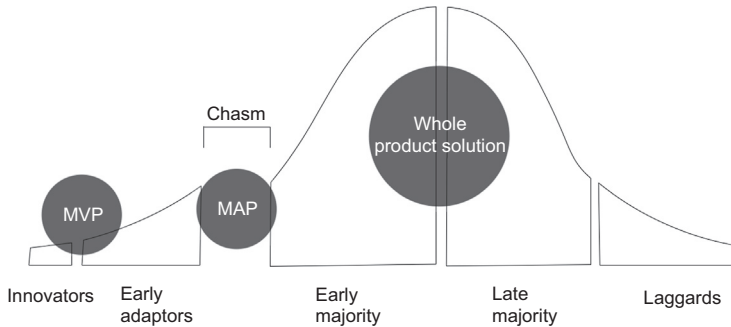 Chasm
Whole
product solution
MVP
MAP
Innovators
Early
adaptors
Early
majority
Late
majority
Laggards